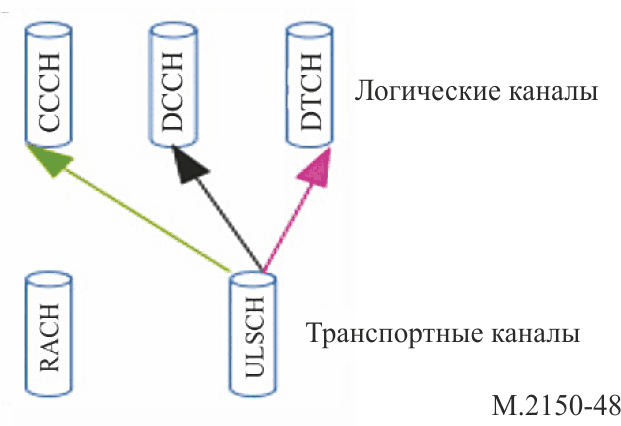 CCCH
DCCH
DTCH
Логические каналы
RACH
ULSCH
Транспортные каналы
M.2150-48